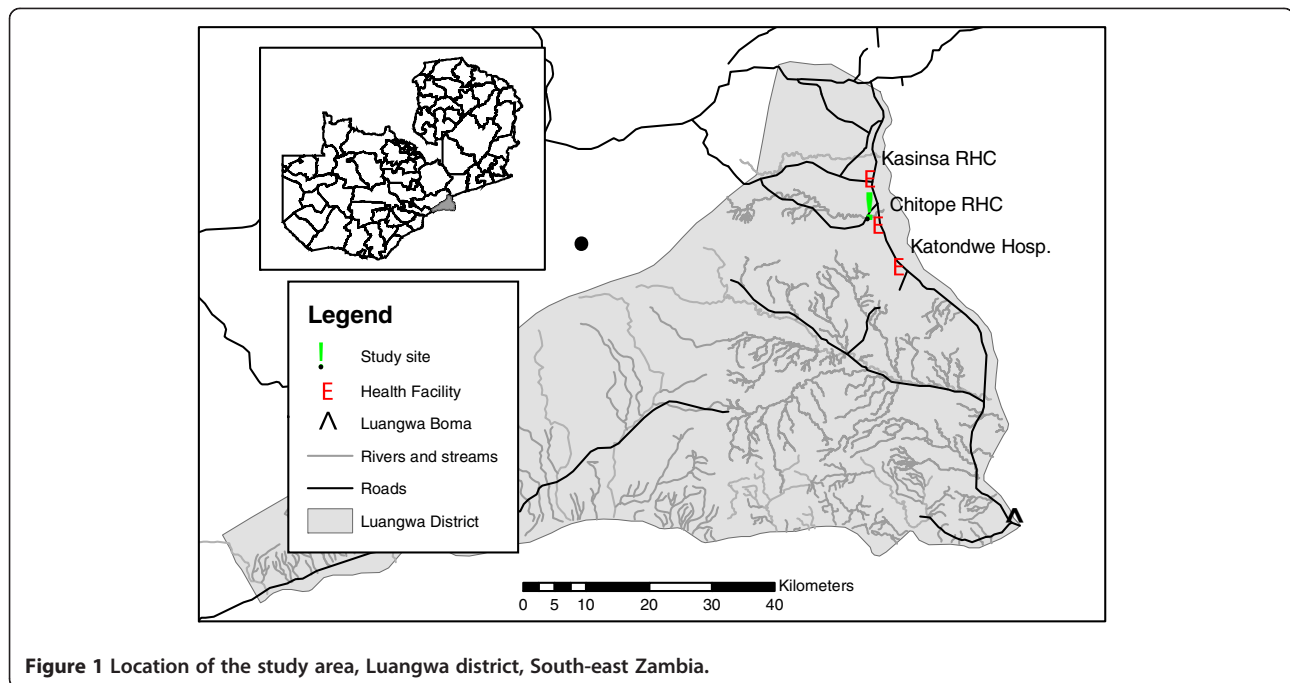 Kasinsa RHC
E
Chitope RHC
E
Katondwe Hosp.
E
Legend
! Study site
E Health Facility
^ Luangwa Boma
Rivers and streams
Roads
Luangwa District
Kilometers
0 5 10 20 30 40
Figure 1 Location of the study area, Luangwa district, South-east Zambia.